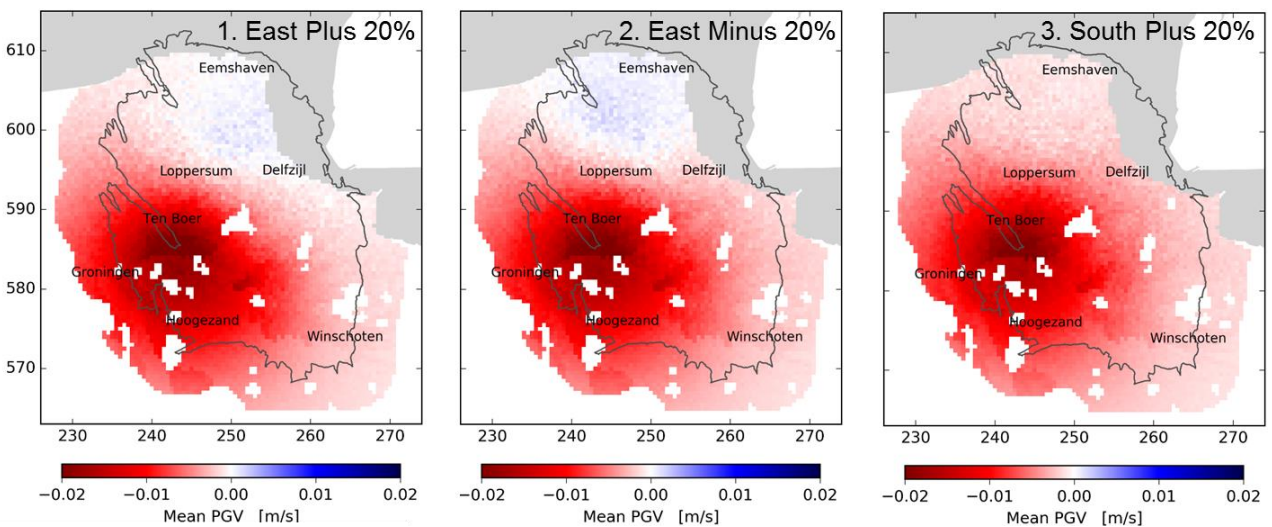 1. East Plus 20%
2. East Minus 20%
3. South Plus 20%
610
Eemshaven
Eemshaven
Eemshaven
600
Loppersum
Delfzijl
Loppersum
Delfzijl
Loppersum
Delfzijl
590
Ten Boer
Ten Boer
Ten Boer
Groningen
Groningen
Groningen
580
Hoogezand
Hoogezand
Hoogezand
Winschoten
Winschoten
Winschoten
570
230 240 250 260 270
230 240 250 260 270
230 240 250 260 270
−0.02 −0.01 0.00 0.01 0.02
−0.02 −0.01 0.00 0.01 0.02
−0.02 −0.01 0.00 0.01 0.02
Mean PGV [m/s]
Mean PGV [m/s]
Mean PGV [m/s]